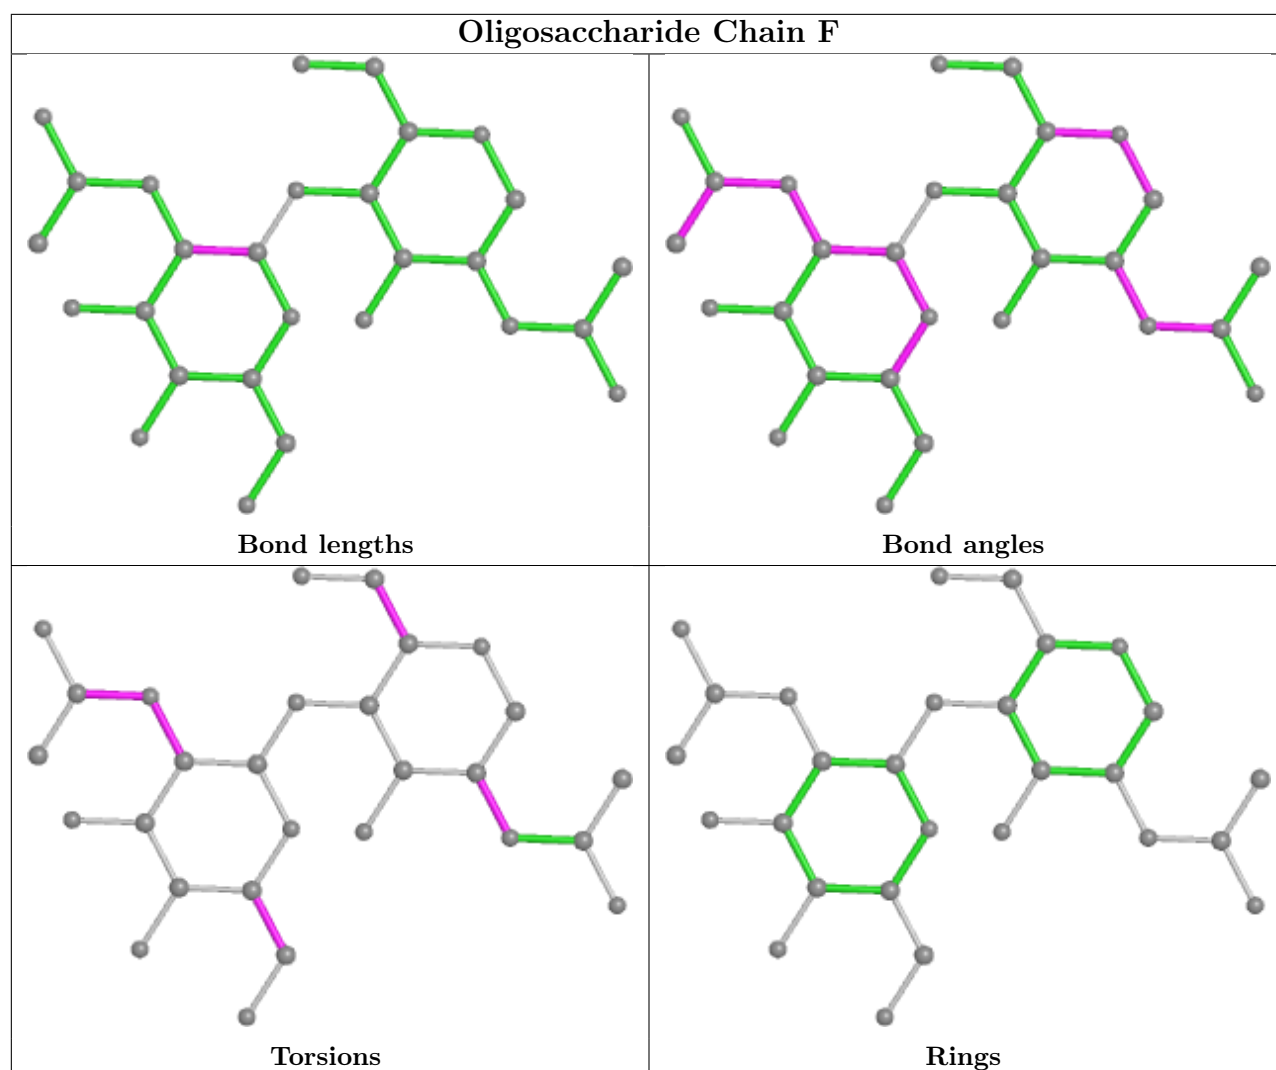 Oligosaccharide Chain F
Bond lengths
Bond angles
Torsions
Rings